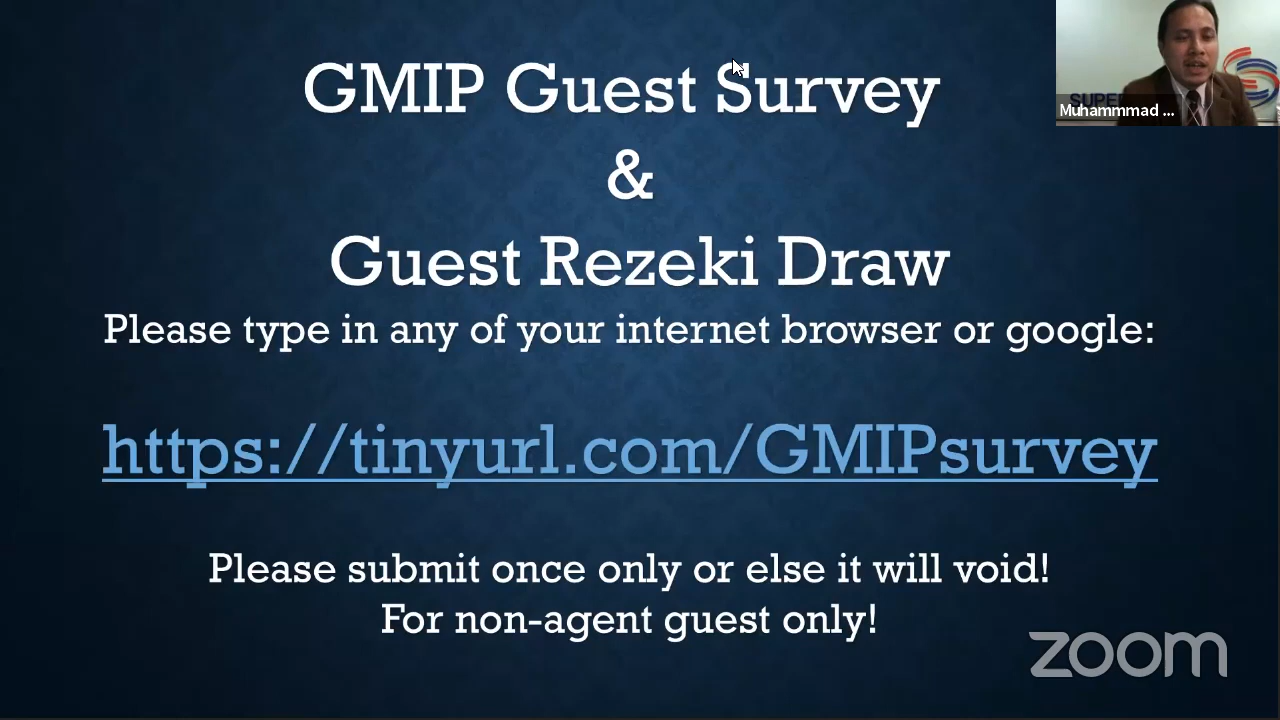 GMIP Guest Survey
&
Guest Rezeki Draw
Please type in any of your internet browser or google:
https://tinyurl.com/GMIPsurvey
Please submit once only or else it will void!
For non-agent guest only!
SUPE
Muhammmad ...
zoom